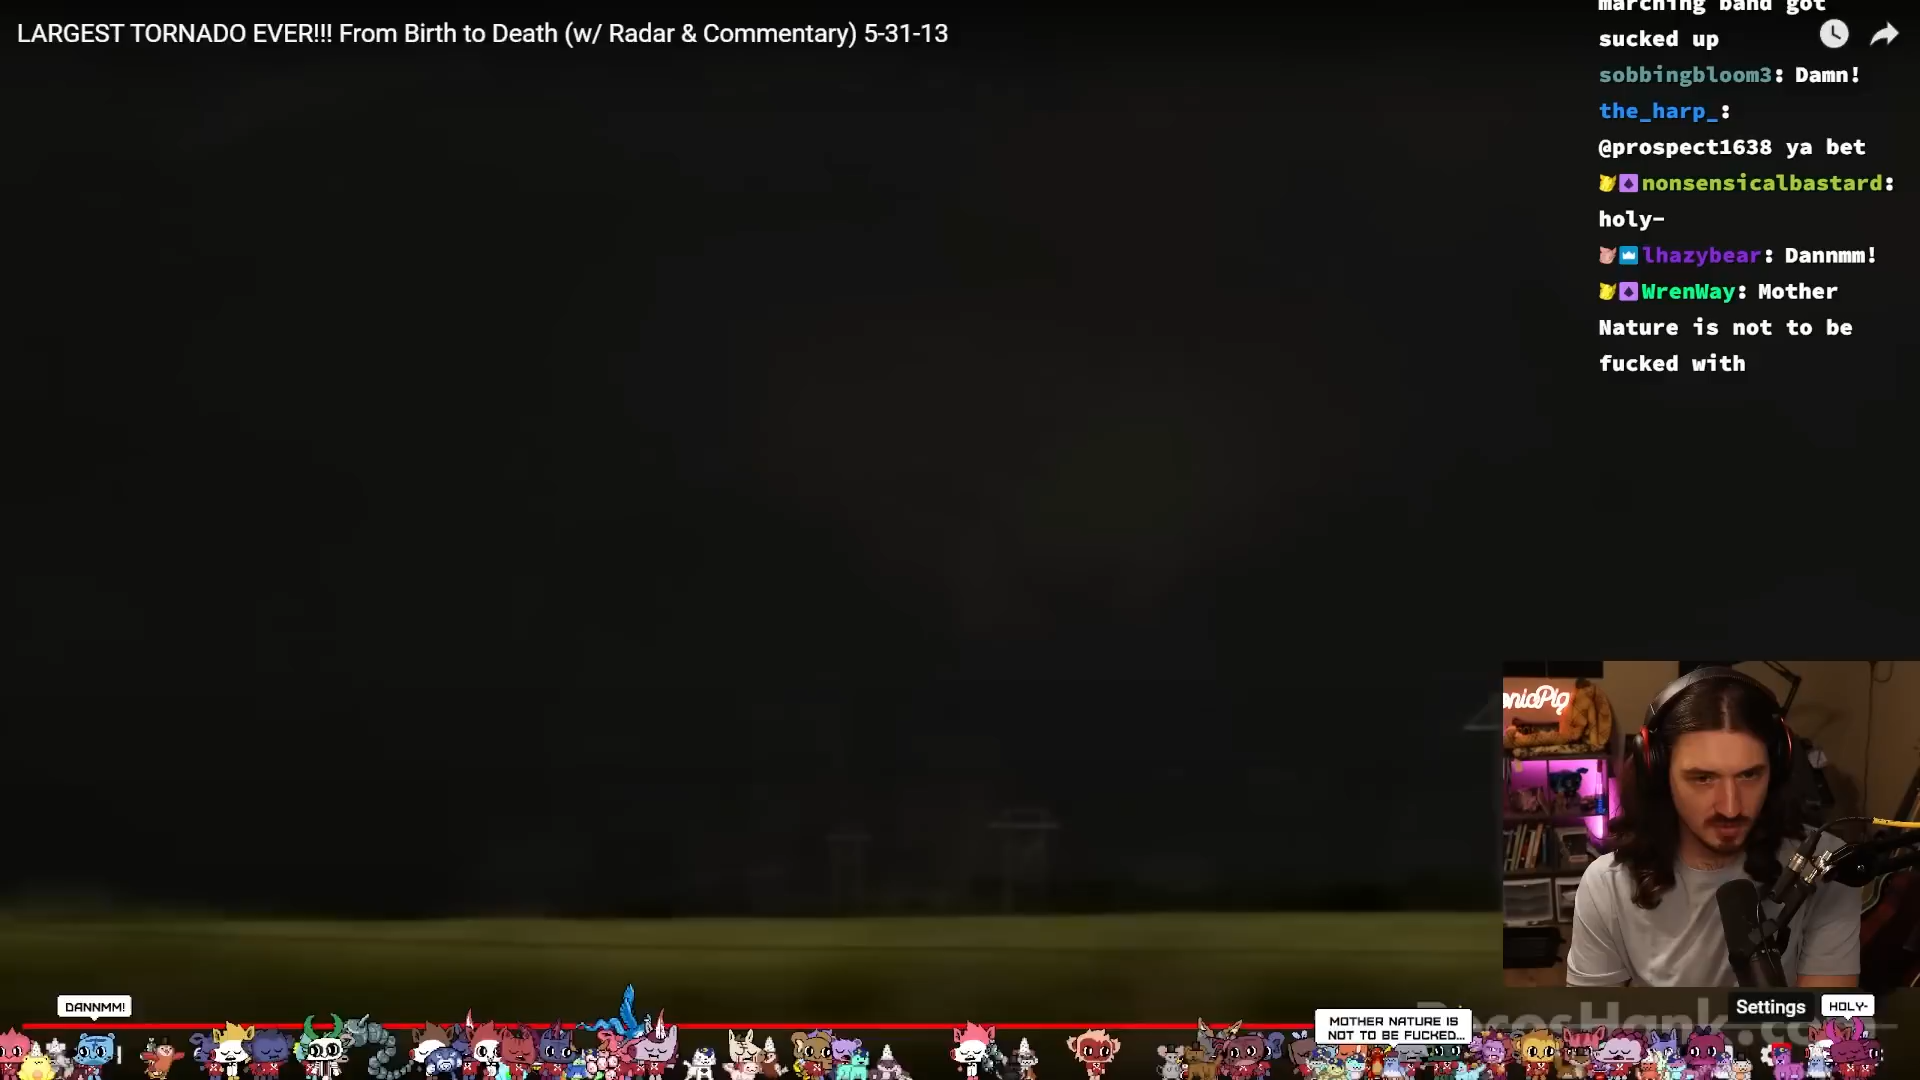 LARGEST TORNADO EVER!!! From Birth to Death (w/ Radar & Commentary) 5-31-13
marching band got
sucked up
sobbingbloom3: Damn!
the_harp_:
@prospect1638 ya bet
nonsensicalbastard:
holy-
lhazybear: Dannmm!
WrenWay: Mother
Nature is not to be
fucked with
onicPig
DANNMM!
MOTHER NATURE IS
NOT TO BE FUCKED...
Settings
HOLY-